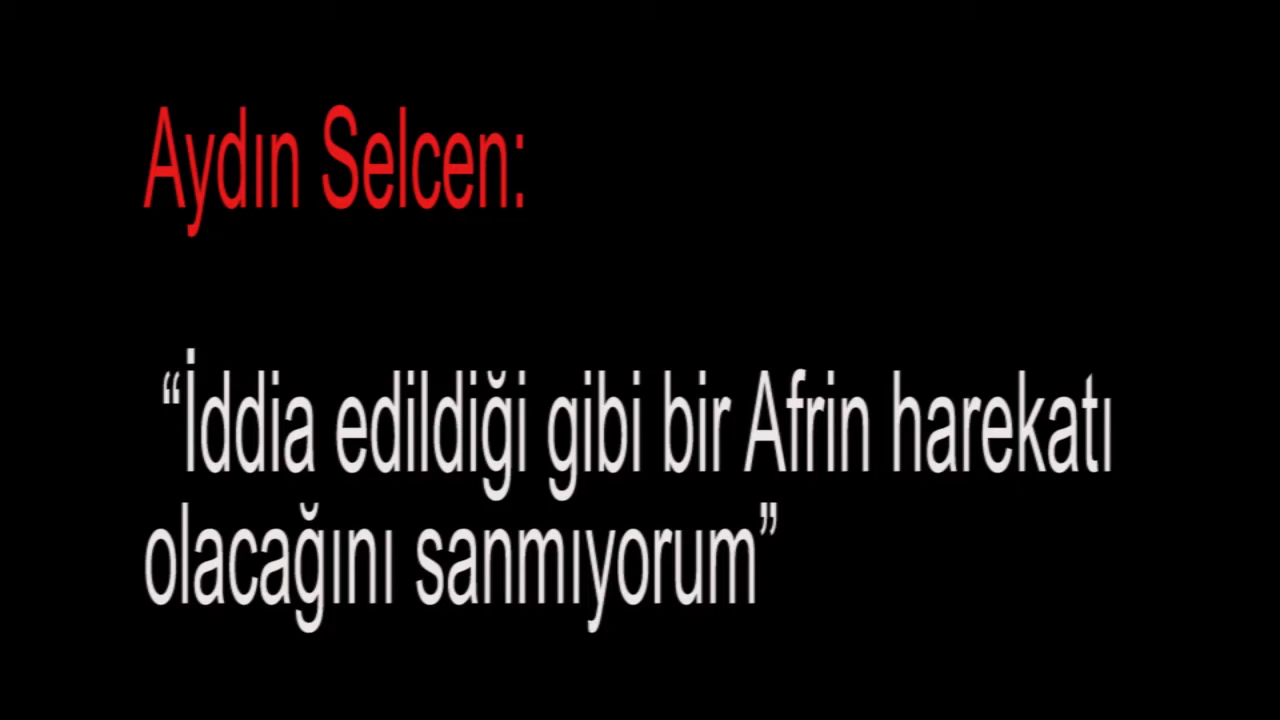 Aydın Selcen:
“İddia edildiği gibi bir Afrin harekatı
olacağını sanmıyorum”